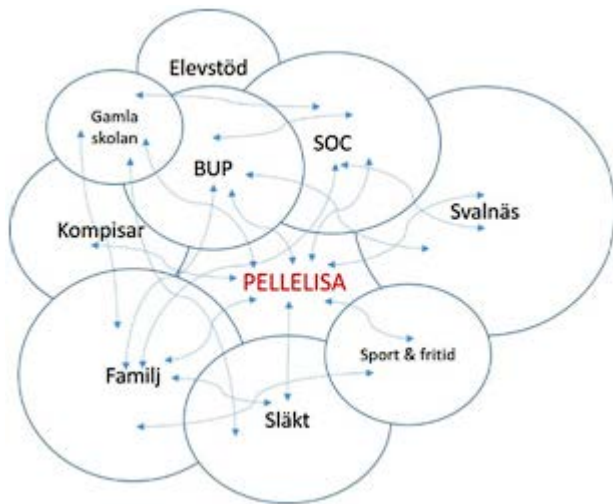 Elevstöd
Gamla
skolan
SOC
BUP
Svalnäs
Kompisar
PELLELISA
Sport & fritid
Familj
Släkt